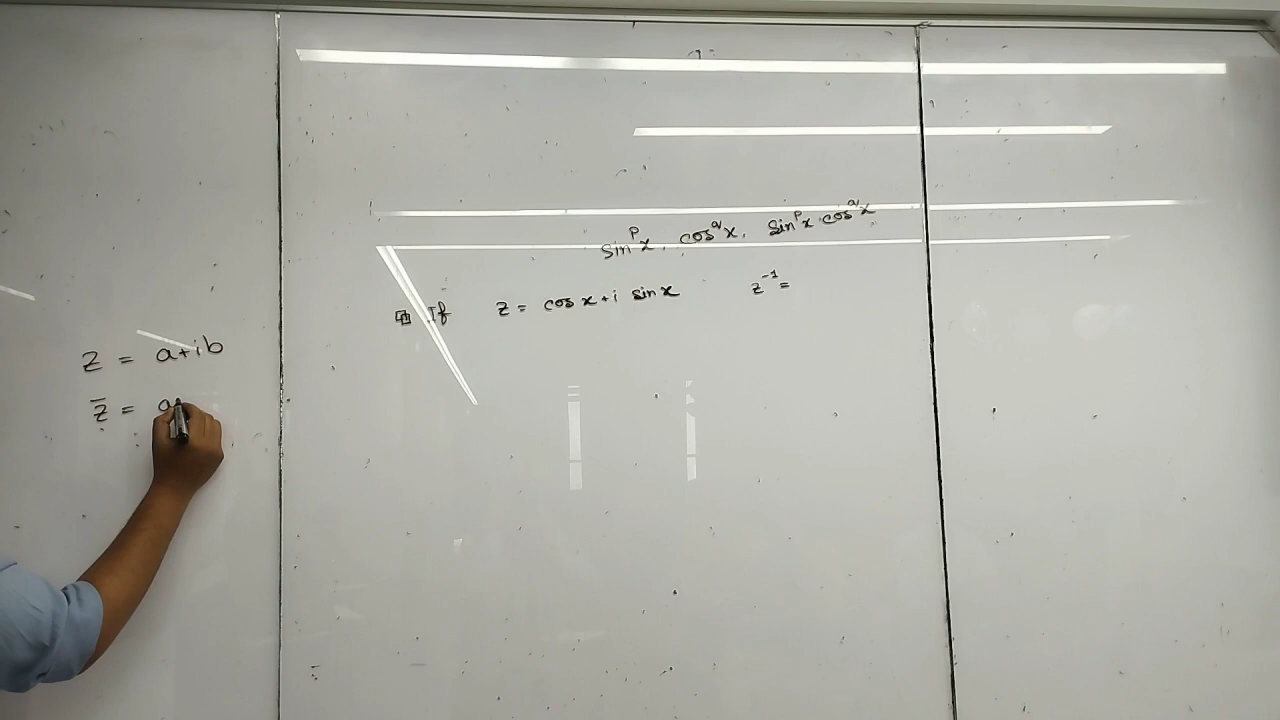 sin^p x, cos^q x, sin^p x cos^q x
If z = cos x + i sin x z^-1 =
z = a+ib
z̄ = a